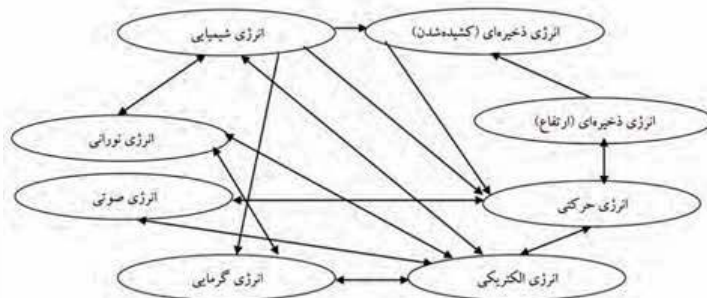 انرژی شیمیایی
انرژی ذخیره‌ای (کشیده‌شدن)
انرژی ذخیره‌ای (ارتفاع)
انرژی نورانی
انرژی صوتی
انرژی حرکتی
انرژی گرمایی
انرژی الکتریکی